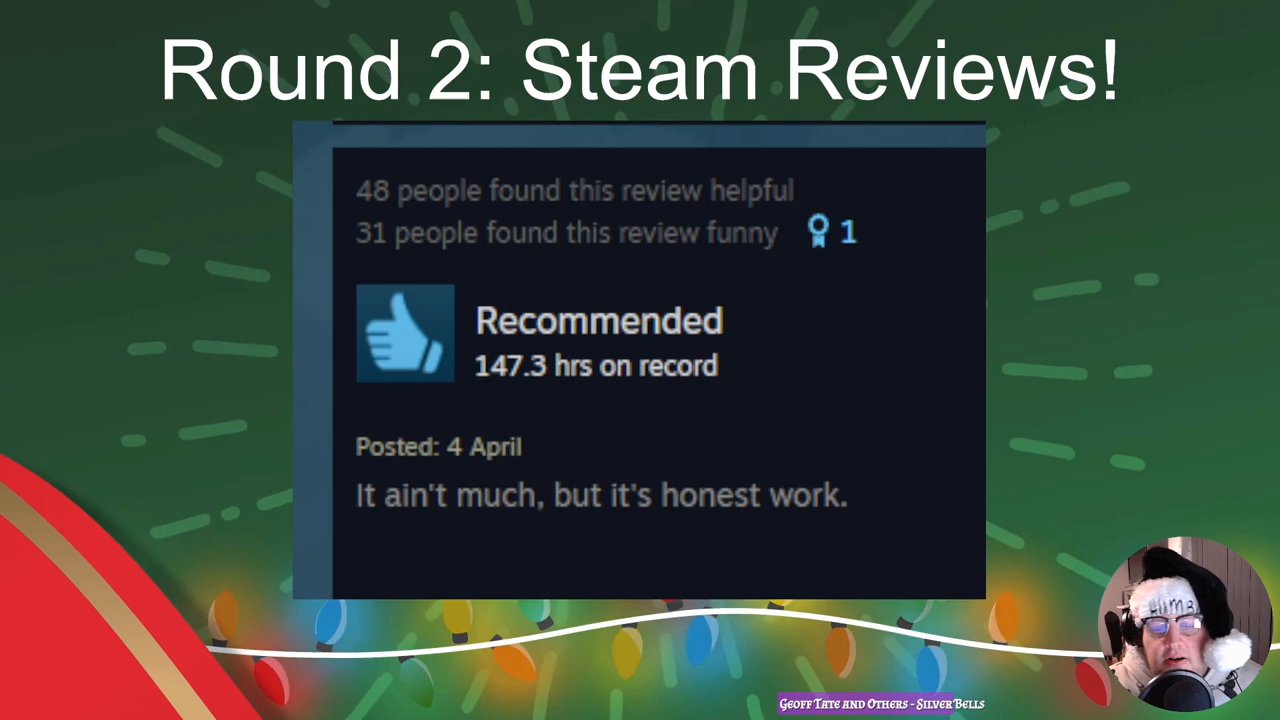 Round 2: Steam Reviews!
48 people found this review helpful
31 people found this review funny 1
Recommended
147.3 hrs on record
Posted: 4 April
It ain't much, but it's honest work.
Geoff Tate and Others - Silver Bells